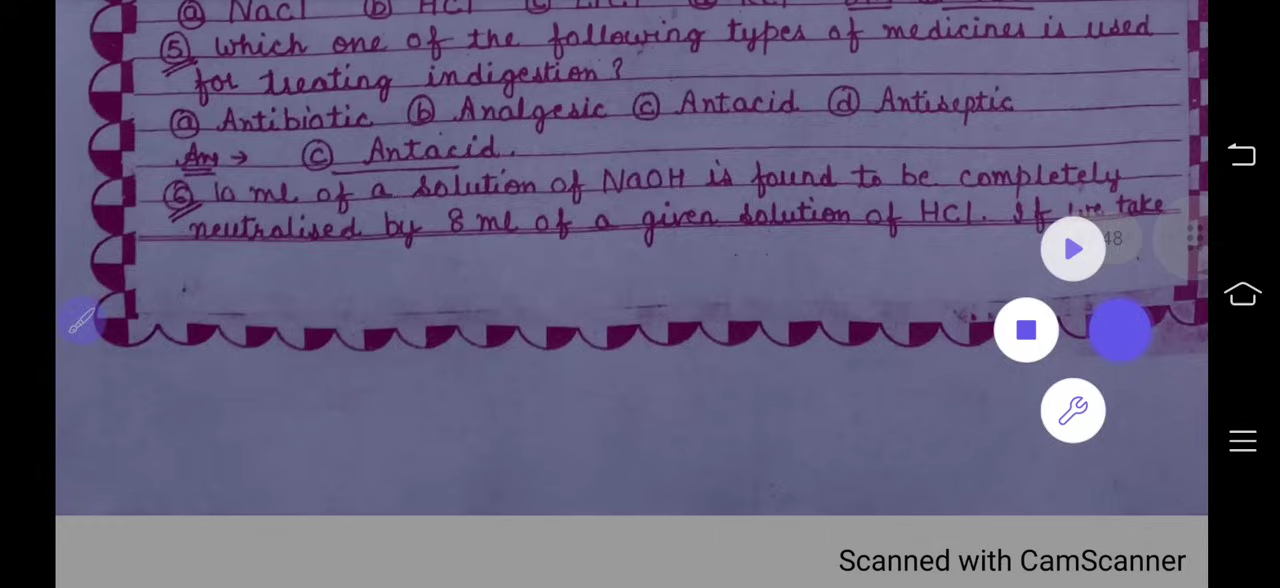 ⓐ Nacl ⓑ HCl
⑤ which one of the following types of medicines is used
for treating indigestion?
ⓐ Antibiotic ⓑ Analgesic ⓒ Antacid ⓓ Antiseptic
Ans → ⓒ Antacid.
⑥ 10 ml of a solution of NaOH is found to be completely
neutralised by 8 ml of a given solution of HCl. If we take
48
Scanned with CamScanner